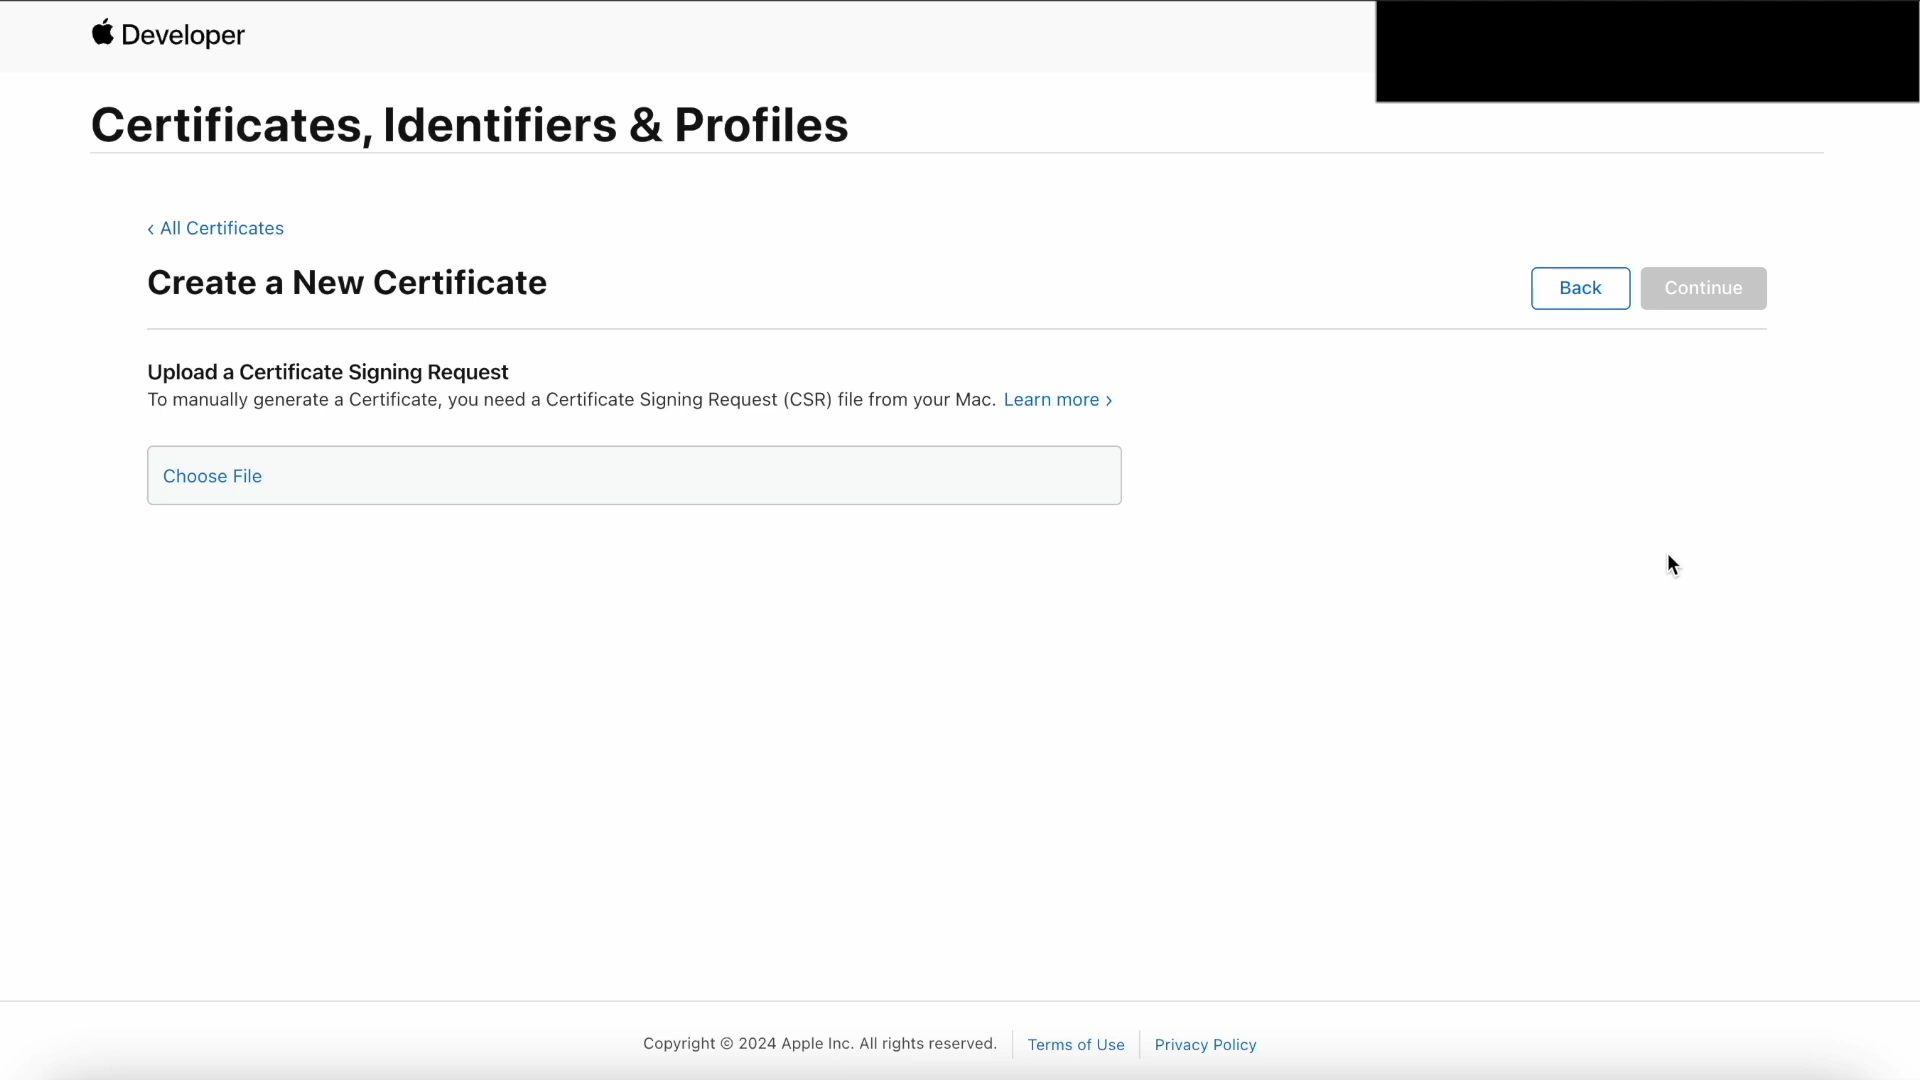 Developer
Certificates, Identifiers & Profiles
‹ All Certificates
Create a New Certificate
Back
Continue
Upload a Certificate Signing Request
To manually generate a Certificate, you need a Certificate Signing Request (CSR) file from your Mac. Learn more ›
Choose File
Copyright © 2024 Apple Inc. All rights reserved.
Terms of Use
Privacy Policy